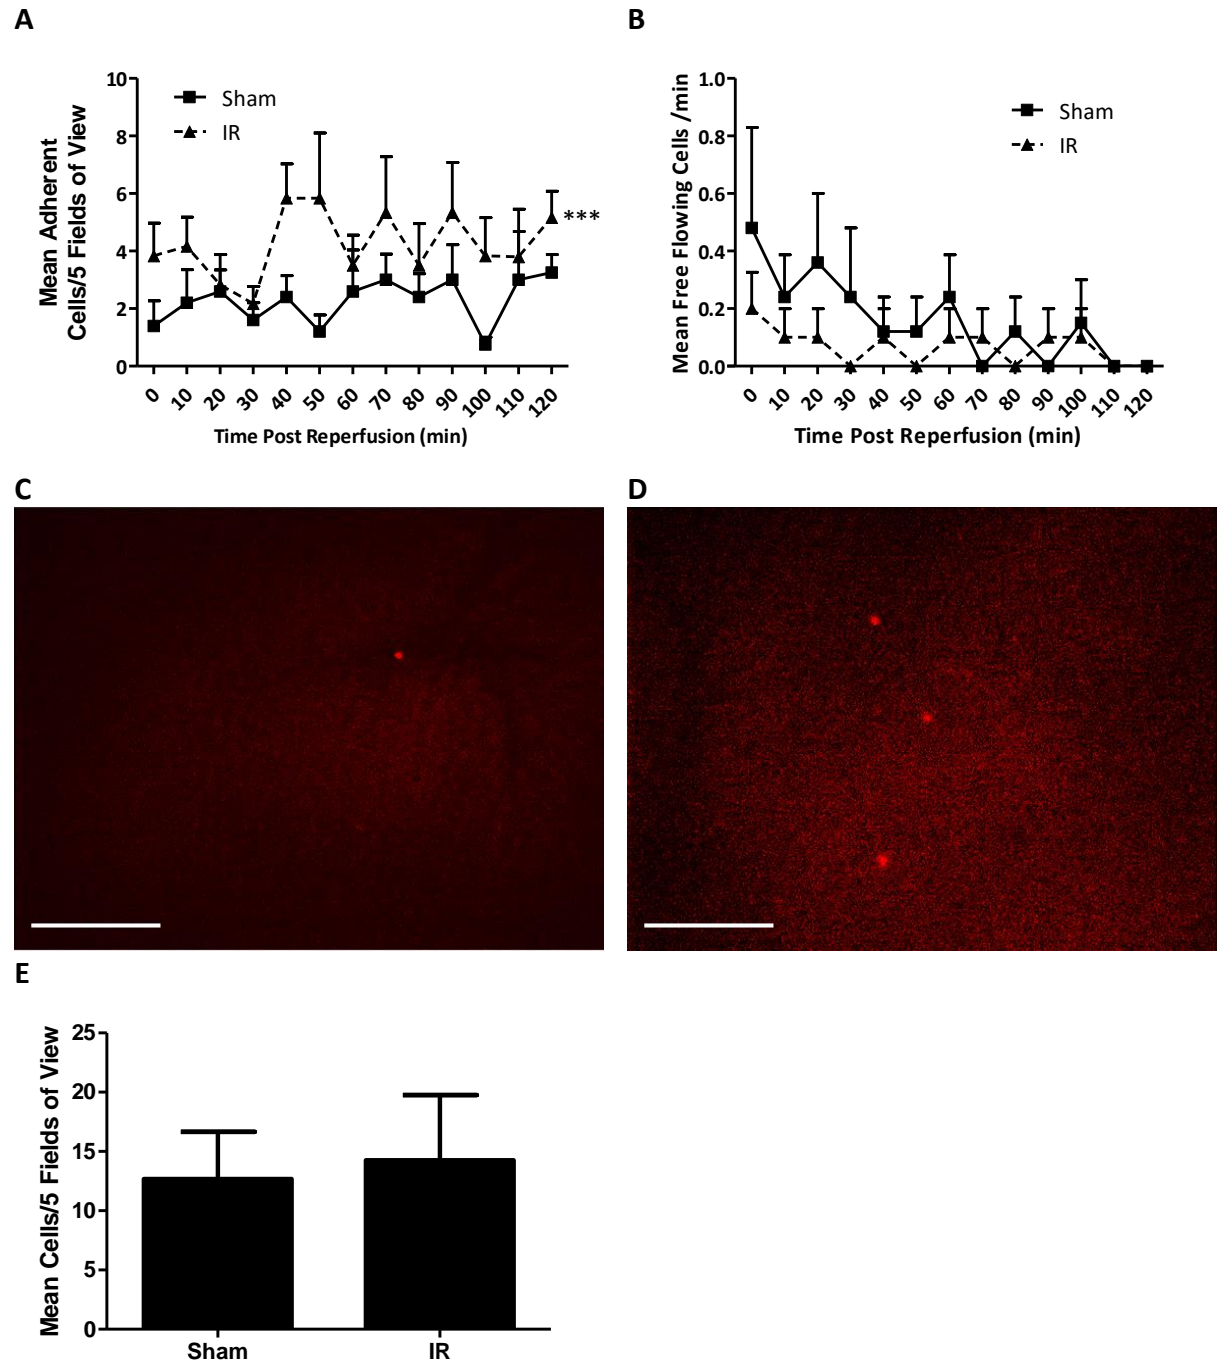 A
Mean Adherent
Cells/5 Fields of View
10
8
6
4
2
0
Sham
IR
***
0 10 20 30 40 50 60 70 80 90 100 110 120
Time Post Reperfusion (min)
B
Mean Free Flowing Cells /min
1.0
0.8
0.6
0.4
0.2
0.0
Sham
IR
0 10 20 30 40 50 60 70 80 90 100 110 120
Time Post Reperfusion (min)
C
D
E
Mean Cells/5 Fields of View
25
20
15
10
5
0
Sham IR